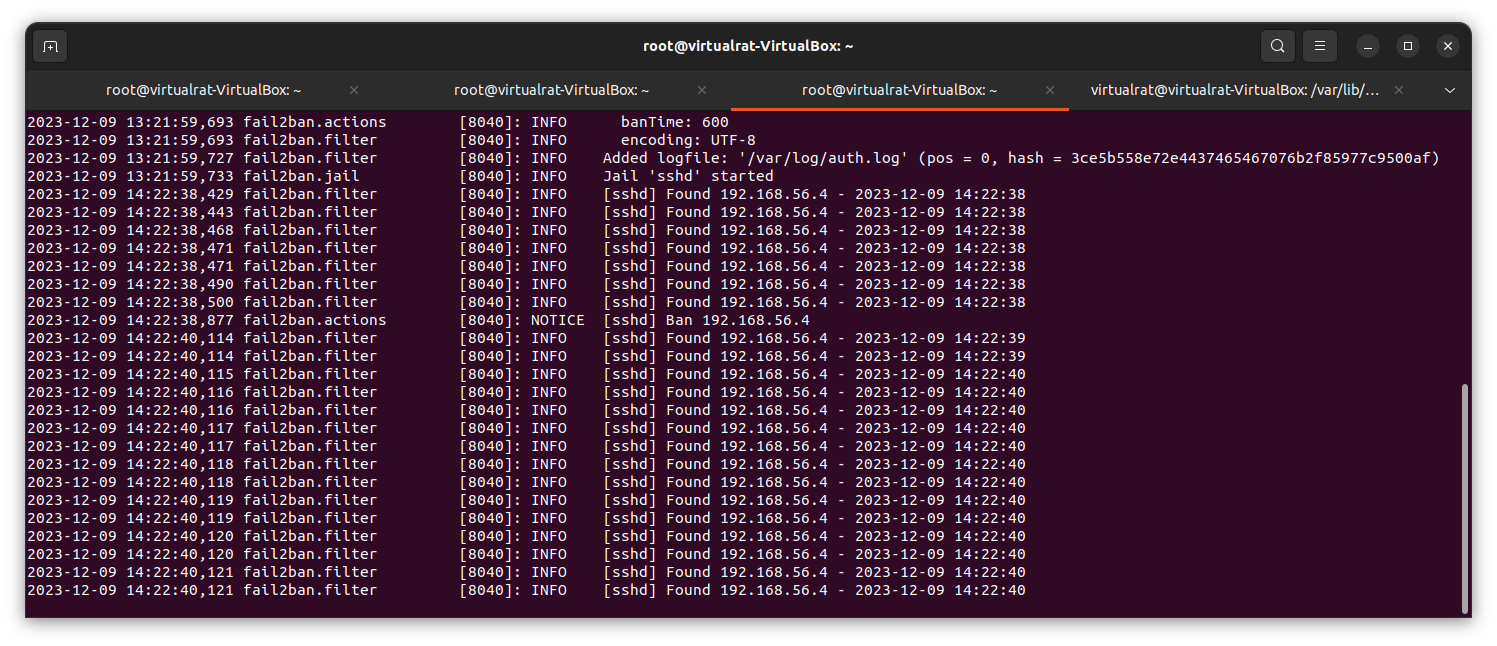 root@virtualrat-VirtualBox: ~
root@virtualrat-VirtualBox: ~ root@virtualrat-VirtualBox: ~ root@virtualrat-VirtualBox: ~ virtualrat@virtualrat-VirtualBox: /var/lib/...
2023-12-09 13:21:59,693 fail2ban.actions        [8040]: INFO      banTime: 600
2023-12-09 13:21:59,693 fail2ban.filter         [8040]: INFO      encoding: UTF-8
2023-12-09 13:21:59,727 fail2ban.filter         [8040]: INFO    Added logfile: '/var/log/auth.log' (pos = 0, hash = 3ce5b558e72e4437465467076b2f85977c9500af)
2023-12-09 13:21:59,733 fail2ban.jail           [8040]: INFO    Jail 'sshd' started
2023-12-09 14:22:38,429 fail2ban.filter         [8040]: INFO    [sshd] Found 192.168.56.4 - 2023-12-09 14:22:38
2023-12-09 14:22:38,443 fail2ban.filter         [8040]: INFO    [sshd] Found 192.168.56.4 - 2023-12-09 14:22:38
2023-12-09 14:22:38,468 fail2ban.filter         [8040]: INFO    [sshd] Found 192.168.56.4 - 2023-12-09 14:22:38
2023-12-09 14:22:38,471 fail2ban.filter         [8040]: INFO    [sshd] Found 192.168.56.4 - 2023-12-09 14:22:38
2023-12-09 14:22:38,471 fail2ban.filter         [8040]: INFO    [sshd] Found 192.168.56.4 - 2023-12-09 14:22:38
2023-12-09 14:22:38,490 fail2ban.filter         [8040]: INFO    [sshd] Found 192.168.56.4 - 2023-12-09 14:22:38
2023-12-09 14:22:38,500 fail2ban.filter         [8040]: INFO    [sshd] Found 192.168.56.4 - 2023-12-09 14:22:38
2023-12-09 14:22:38,877 fail2ban.actions        [8040]: NOTICE  [sshd] Ban 192.168.56.4
2023-12-09 14:22:40,114 fail2ban.filter         [8040]: INFO    [sshd] Found 192.168.56.4 - 2023-12-09 14:22:39
2023-12-09 14:22:40,114 fail2ban.filter         [8040]: INFO    [sshd] Found 192.168.56.4 - 2023-12-09 14:22:39
2023-12-09 14:22:40,115 fail2ban.filter         [8040]: INFO    [sshd] Found 192.168.56.4 - 2023-12-09 14:22:40
2023-12-09 14:22:40,116 fail2ban.filter         [8040]: INFO    [sshd] Found 192.168.56.4 - 2023-12-09 14:22:40
2023-12-09 14:22:40,116 fail2ban.filter         [8040]: INFO    [sshd] Found 192.168.56.4 - 2023-12-09 14:22:40
2023-12-09 14:22:40,117 fail2ban.filter         [8040]: INFO    [sshd] Found 192.168.56.4 - 2023-12-09 14:22:40
2023-12-09 14:22:40,117 fail2ban.filter         [8040]: INFO    [sshd] Found 192.168.56.4 - 2023-12-09 14:22:40
2023-12-09 14:22:40,118 fail2ban.filter         [8040]: INFO    [sshd] Found 192.168.56.4 - 2023-12-09 14:22:40
2023-12-09 14:22:40,118 fail2ban.filter         [8040]: INFO    [sshd] Found 192.168.56.4 - 2023-12-09 14:22:40
2023-12-09 14:22:40,119 fail2ban.filter         [8040]: INFO    [sshd] Found 192.168.56.4 - 2023-12-09 14:22:40
2023-12-09 14:22:40,119 fail2ban.filter         [8040]: INFO    [sshd] Found 192.168.56.4 - 2023-12-09 14:22:40
2023-12-09 14:22:40,120 fail2ban.filter         [8040]: INFO    [sshd] Found 192.168.56.4 - 2023-12-09 14:22:40
2023-12-09 14:22:40,120 fail2ban.filter         [8040]: INFO    [sshd] Found 192.168.56.4 - 2023-12-09 14:22:40
2023-12-09 14:22:40,121 fail2ban.filter         [8040]: INFO    [sshd] Found 192.168.56.4 - 2023-12-09 14:22:40
2023-12-09 14:22:40,121 fail2ban.filter         [8040]: INFO    [sshd] Found 192.168.56.4 - 2023-12-09 14:22:40